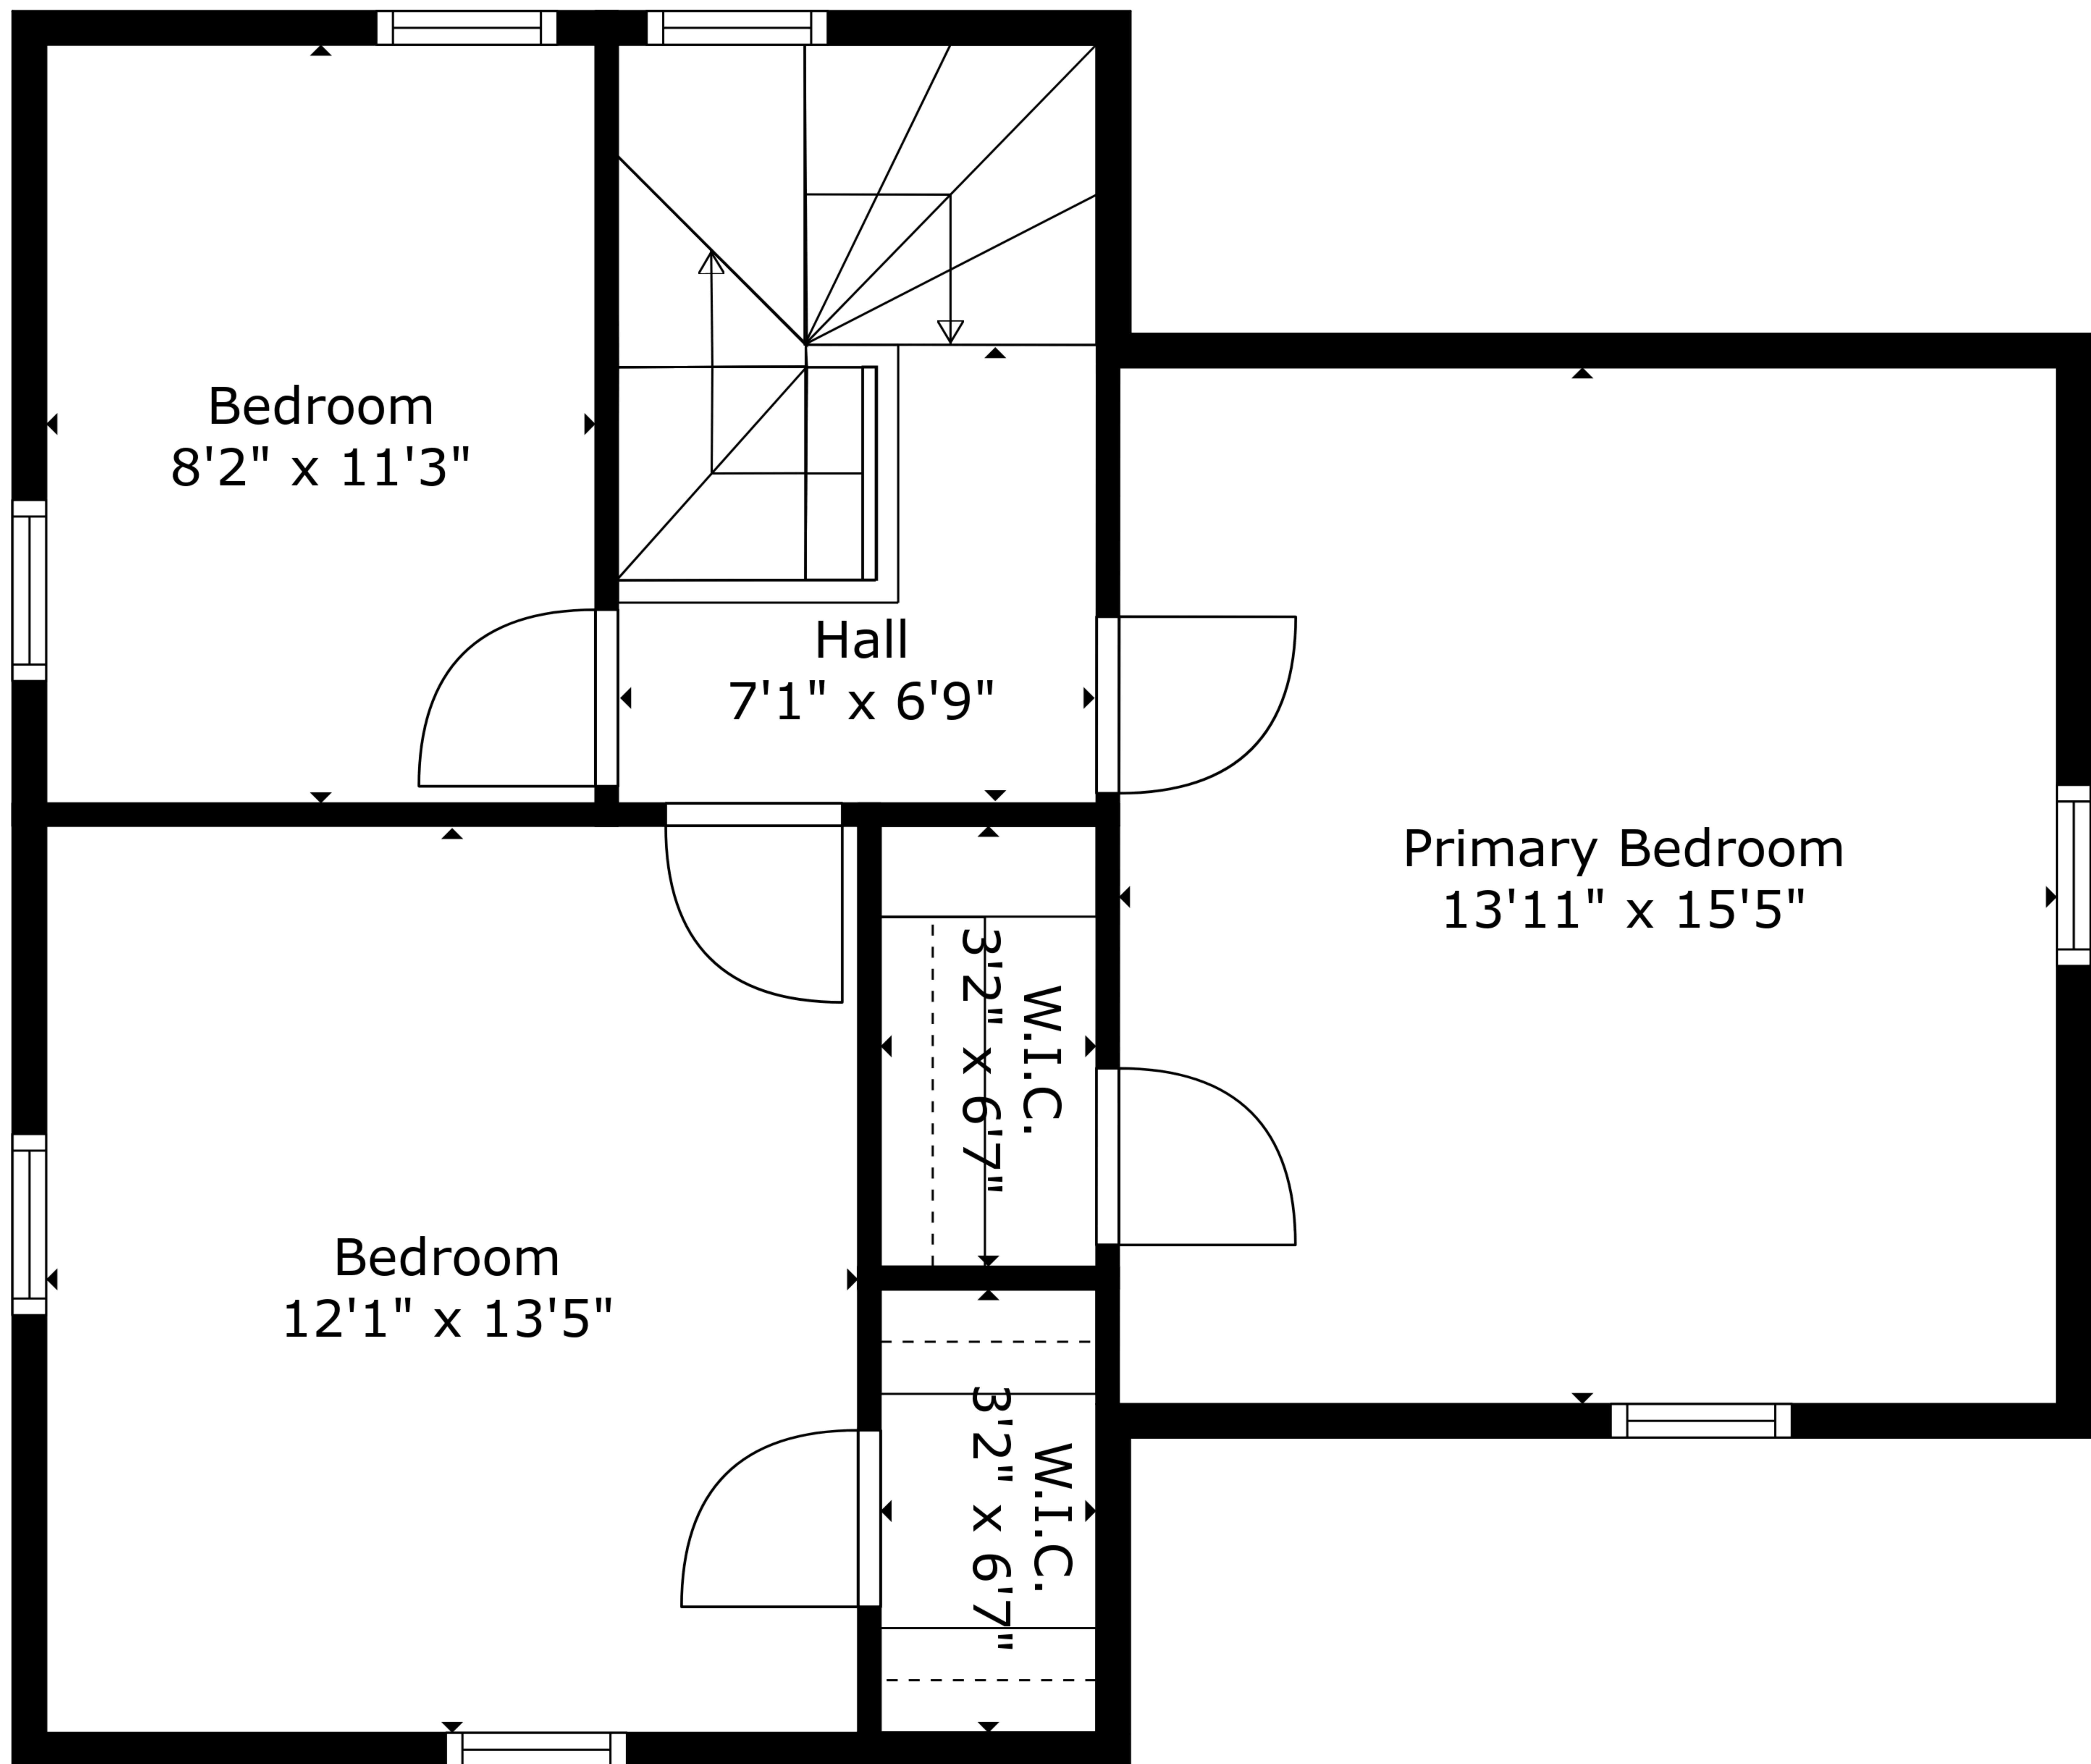 Bedroom
8'2" x 11'3"
Hall
7'1" x 6'9"
Primary Bedroom
13'11" x 15'5"
W.I.C.
3'2" x 6'7"
Bedroom
12'1" x 13'5"
W.I.C.
3'2" x 6'7"